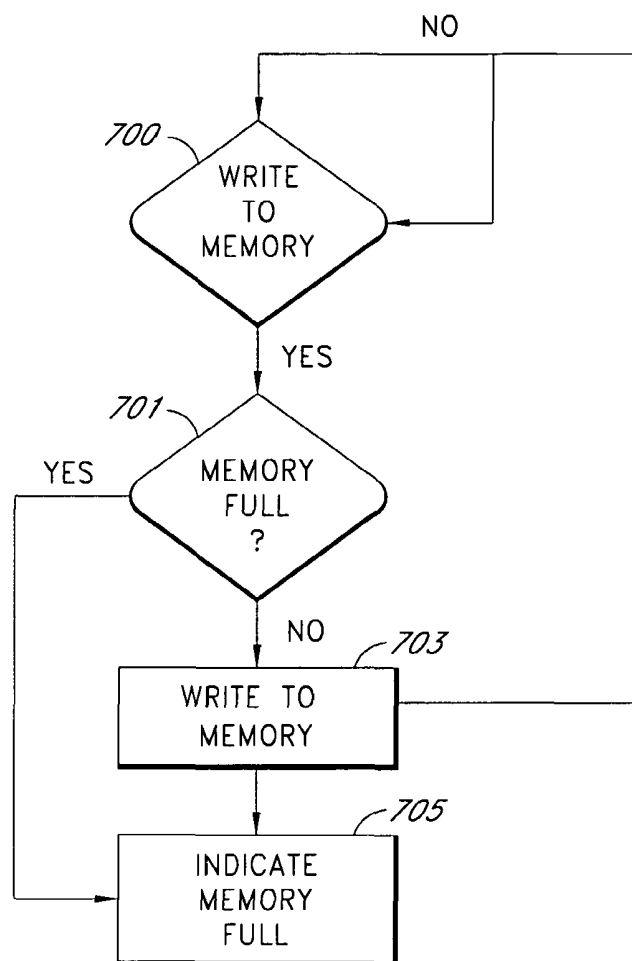 NO
700
WRITE
TO
MEMORY
YES
701
YES
MEMORY
FULL
?
NO
703
WRITE TO
MEMORY
705
INDICATE
MEMORY
FULL